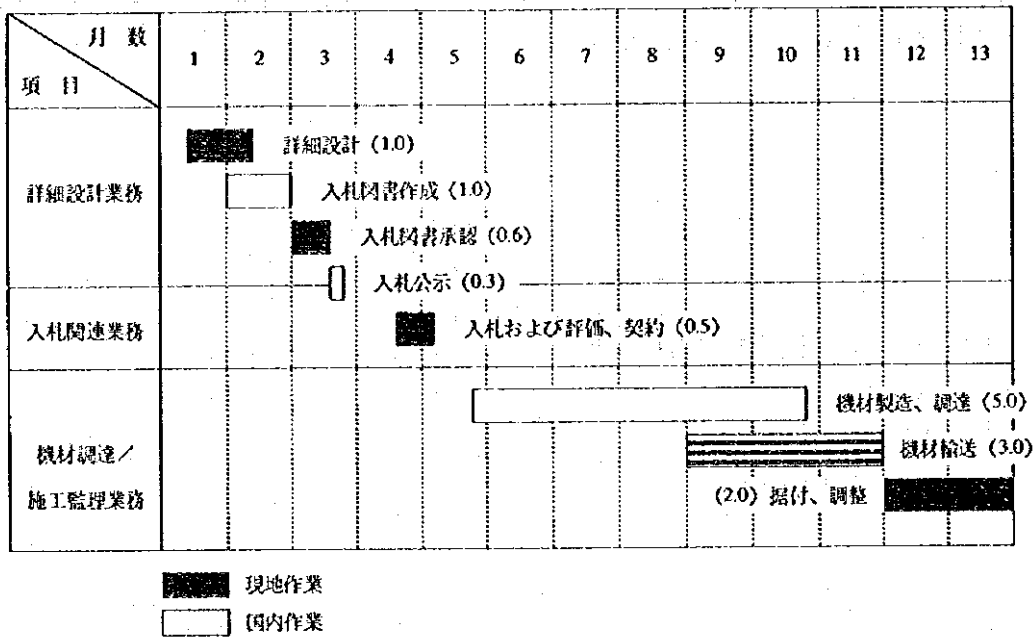 月 数
項 目
1 2 3 4 5 6 7 8 9 10 11 12 13
詳細設計業務
詳細設計 (1.0)
入札図書作成 (1.0)
入札図書承認 (0.6)
入札公示 (0.3)
入札関連業務
入札および評価、契約 (0.5)
機材調達/
施工監理業務
機材製造、調達 (5.0)
機材輸送 (3.0)
(2.0) 据付、調整
現地作業
国内作業